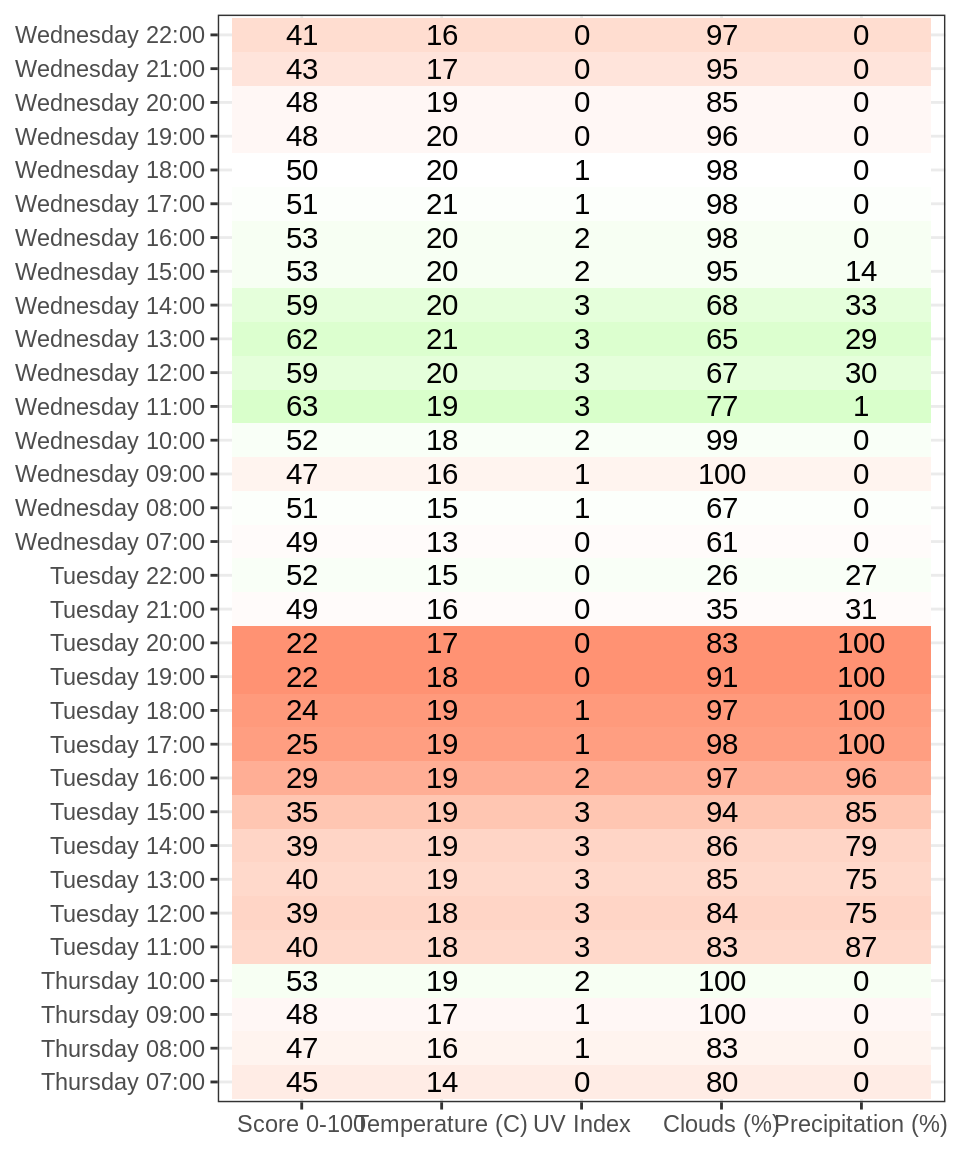 Wednesday 22:00 41 16 0 97 0
Wednesday 21:00 43 17 0 95 0
Wednesday 20:00 48 19 0 85 0
Wednesday 19:00 48 20 0 96 0
Wednesday 18:00 50 20 1 98 0
Wednesday 17:00 51 21 1 98 0
Wednesday 16:00 53 20 2 98 0
Wednesday 15:00 53 20 2 95 14
Wednesday 14:00 59 20 3 68 33
Wednesday 13:00 62 21 3 65 29
Wednesday 12:00 59 20 3 67 30
Wednesday 11:00 63 19 3 77 1
Wednesday 10:00 52 18 2 99 0
Wednesday 09:00 47 16 1 100 0
Wednesday 08:00 51 15 1 67 0
Wednesday 07:00 49 13 0 61 0
Tuesday 22:00 52 15 0 26 27
Tuesday 21:00 49 16 0 35 31
Tuesday 20:00 22 17 0 83 100
Tuesday 19:00 22 18 0 91 100
Tuesday 18:00 24 19 1 97 100
Tuesday 17:00 25 19 1 98 100
Tuesday 16:00 29 19 2 97 96
Tuesday 15:00 35 19 3 94 85
Tuesday 14:00 39 19 3 86 79
Tuesday 13:00 40 19 3 85 75
Tuesday 12:00 39 18 3 84 75
Tuesday 11:00 40 18 3 83 87
Thursday 10:00 53 19 2 100 0
Thursday 09:00 48 17 1 100 0
Thursday 08:00 47 16 1 83 0
Thursday 07:00 45 14 0 80 0
Score 0-100 Temperature (C) UV Index Clouds (%) Precipitation (%)